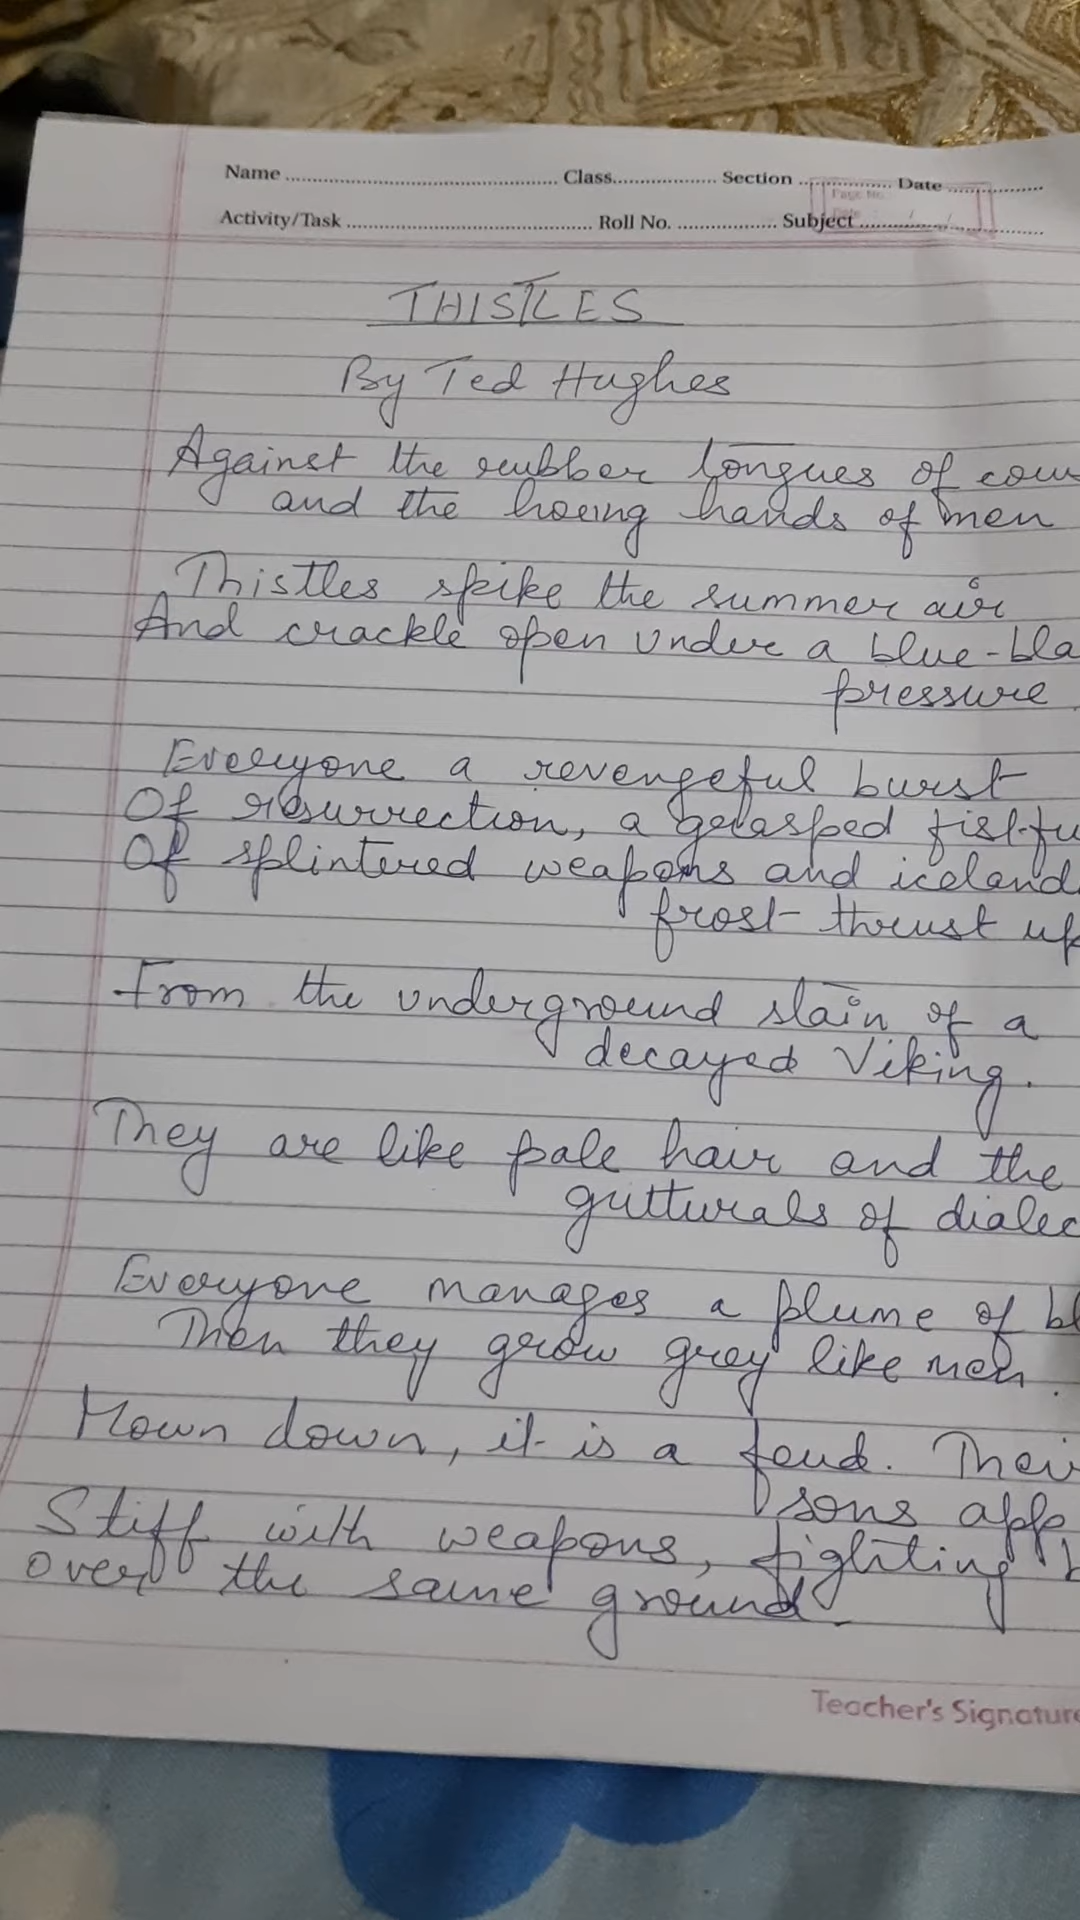 Name Class Section Date
Page No.
Activity/Task Roll No. Subject
THISTLES
By Ted Hughes
Against the rubber tongues of cow
and the hoeing hands of men
Thistles spike the summer air
And crackle open under a blue-bla
pressure.
Everyone a revengeful burst
Of resurrection, a grasped fist-fu
Of splintered weapons and iceland
frost thrust up
From the underground stain of a
decayed Viking.
They are like pale hair and the
gutturals of dialec
Everyone manages a plume of bl
Then they grow grey like men.
Mown down, it is a feud. Their
sons app
Stiff with weapons, fighting b
over the same ground
Teacher's Signature